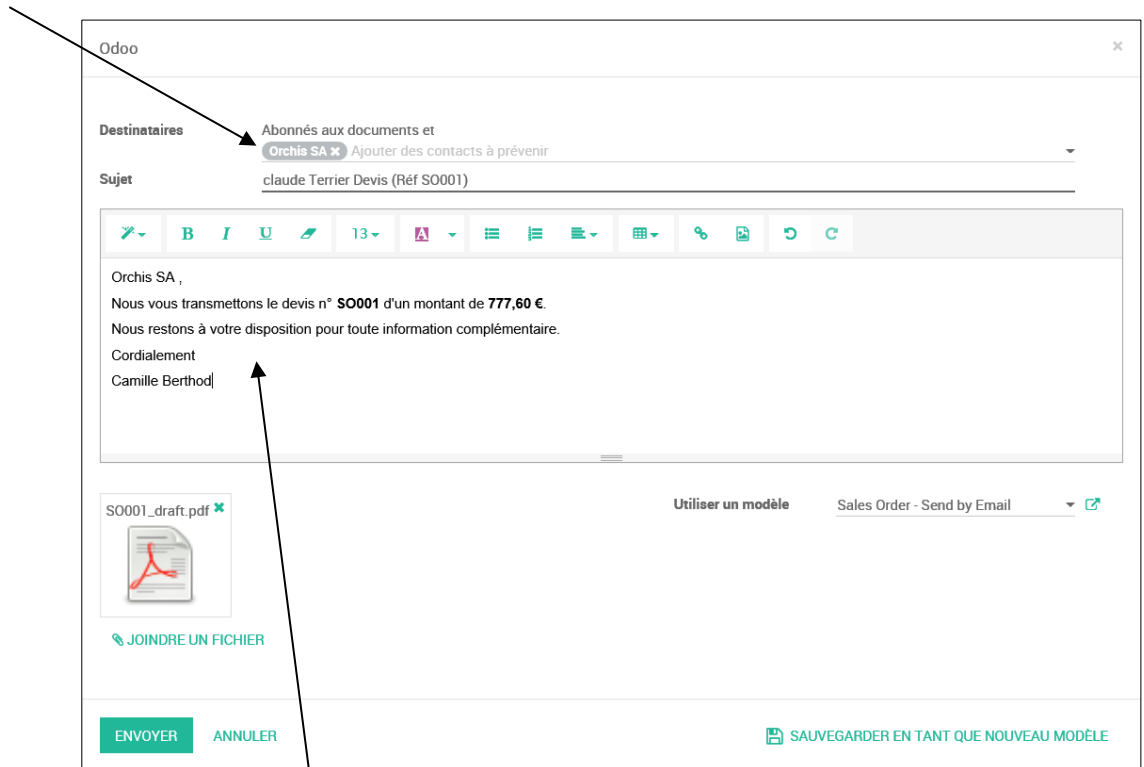 Odoo ×
Destinataires Abonnés aux documents et
Orchis SA × Ajouter des contacts à prévenir
Sujet claude Terrier Devis (Réf SO001)
B I U 13 A
Orchis SA ,
Nous vous transmettons le devis n° SO001 d'un montant de 777,60 €.
Nous restons à votre disposition pour toute information complémentaire.
Cordialement
Camille Berthod
SO001_draft.pdf ×
Utiliser un modèle Sales Order - Send by Email
JOINDRE UN FICHIER
ENVOYER ANNULER SAUVEGARDER EN TANT QUE NOUVEAU MODÈLE